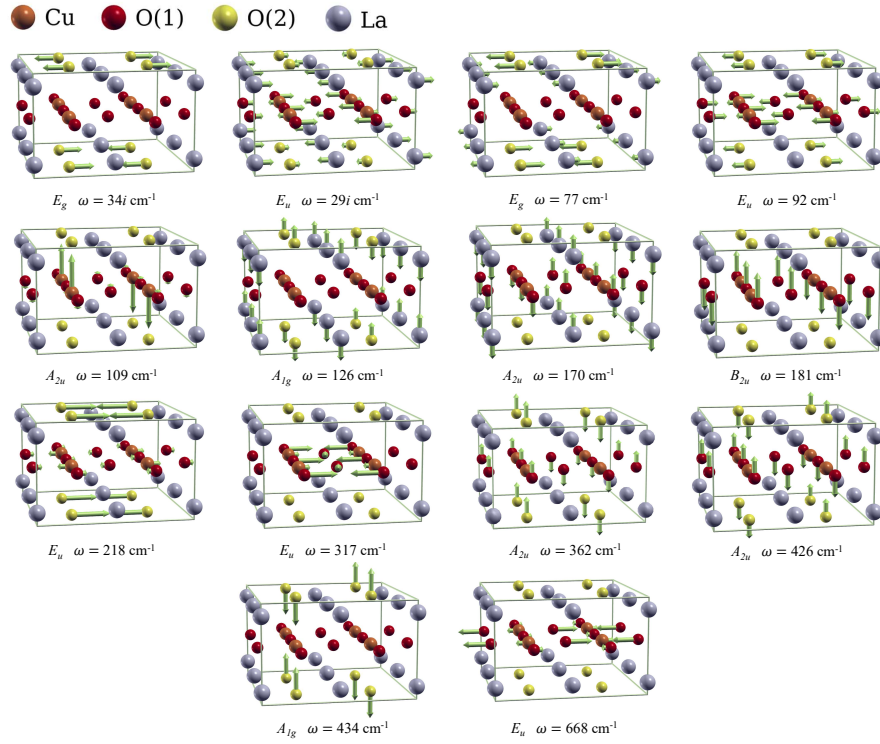 Cu O(1) O(2) La
E_g ω = 34i cm⁻¹
E_u ω = 29i cm⁻¹
E_g ω = 77 cm⁻¹
E_u ω = 92 cm⁻¹
A_2u ω = 109 cm⁻¹
A_1g ω = 126 cm⁻¹
A_2u ω = 170 cm⁻¹
B_2u ω = 181 cm⁻¹
E_u ω = 218 cm⁻¹
E_u ω = 317 cm⁻¹
A_2u ω = 362 cm⁻¹
A_2u ω = 426 cm⁻¹
A_1g ω = 434 cm⁻¹
E_u ω = 668 cm⁻¹